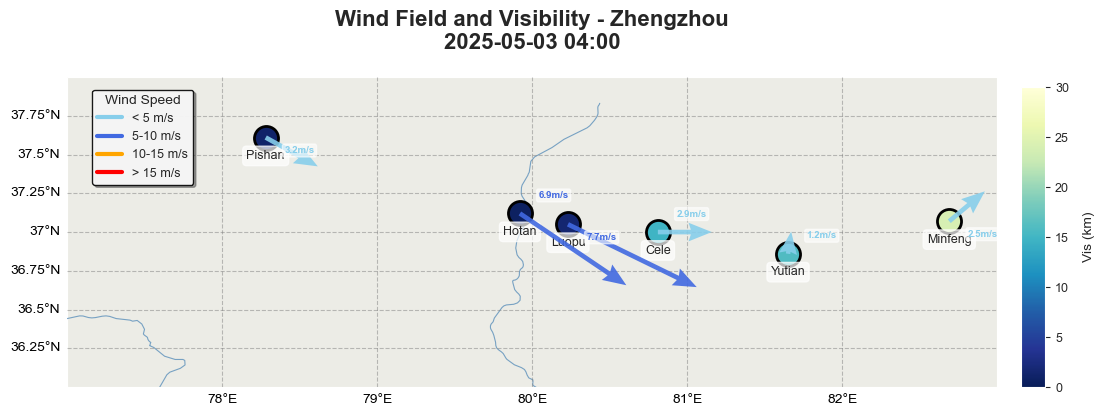 Wind Field and Visibility - Zhengzhou
2025-05-03 04:00
Wind Speed
< 5 m/s
5-10 m/s
10-15 m/s
> 15 m/s
37.75°N
37.5°N
37.25°N
37°N
36.75°N
36.5°N
36.25°N
Pishan
3.2m/s
6.9m/s
Hotan
Luopu
7.7m/s
2.9m/s
Cele
1.2m/s
Yutian
Minfeng
2.5m/s
78°E
79°E
80°E
81°E
82°E
30
25
20
15
10
5
0
Vis (km)